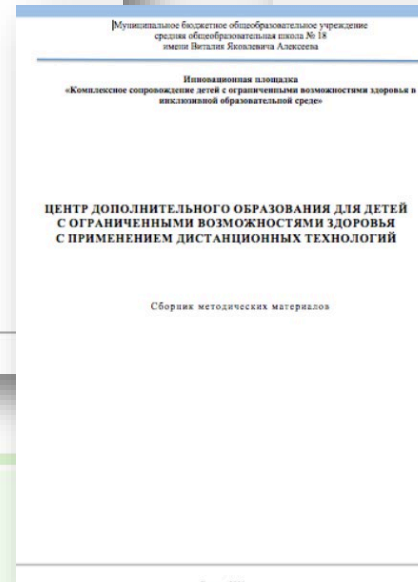 Муниципальное бюджетное общеобразовательное учреждение
средняя общеобразовательная школа № 18
имени Виталия Яковлевича Алексеева
Инновационная площадка
«Комплексное сопровождение детей с ограниченными возможностями здоровья в
инклюзивной образовательной среде»
ЦЕНТР ДОПОЛНИТЕЛЬНОГО ОБРАЗОВАНИЯ ДЛЯ ДЕТЕЙ
С ОГРАНИЧЕННЫМИ ВОЗМОЖНОСТЯМИ ЗДОРОВЬЯ
С ПРИМЕНЕНИЕМ ДИСТАНЦИОННЫХ ТЕХНОЛОГИЙ
Сборник методических материалов